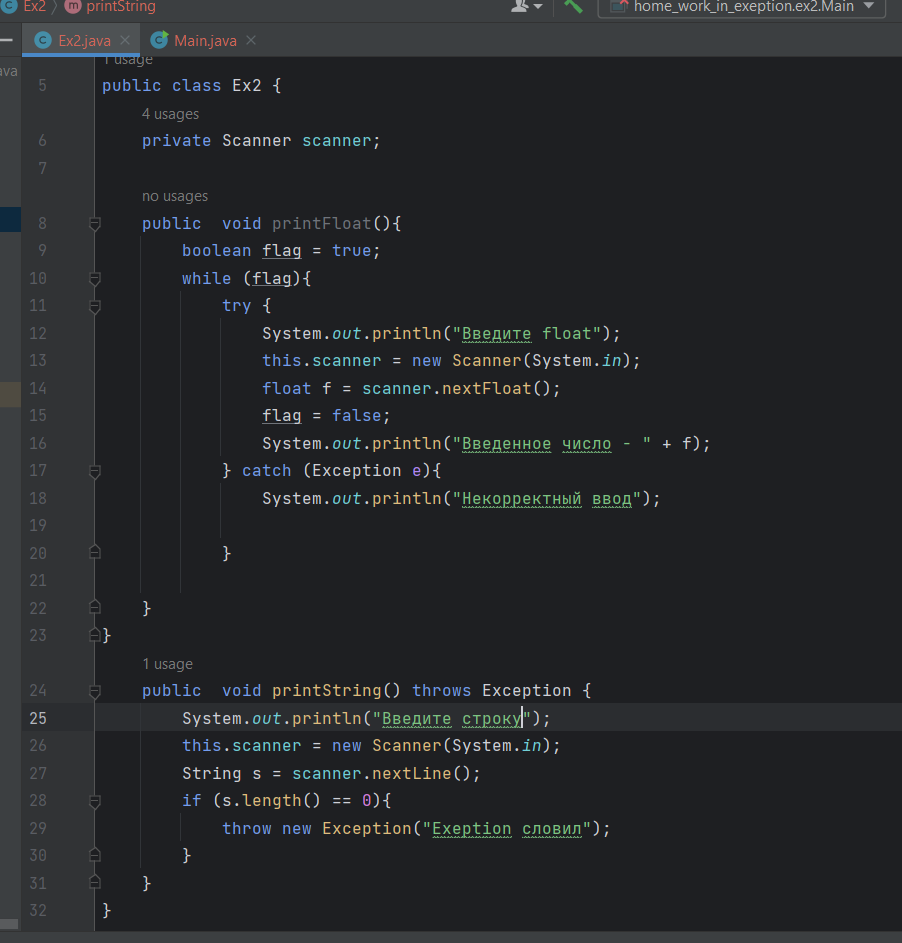 Ex2 › printString
home_work_in_exeption.ex2.Main
Ex2.java
Main.java
ava
1 usage
5 public class Ex2 {
4 usages
6 private Scanner scanner;
7
no usages
8 public  void printFloat(){
9 boolean flag = true;
10 while (flag){
11 try {
12 System.out.println("Введите float");
13 this.scanner = new Scanner(System.in);
14 float f = scanner.nextFloat();
15 flag = false;
16 System.out.println("Введенное число - " + f);
17 } catch (Exception e){
18 System.out.println("Некорректный ввод");
19
20 }
21
22 }
23 }
1 usage
24 public  void printString() throws Exception {
25 System.out.println("Введите строку");
26 this.scanner = new Scanner(System.in);
27 String s = scanner.nextLine();
28 if (s.length() == 0){
29 throw new Exception("Exeption словил");
30 }
31 }
32 }